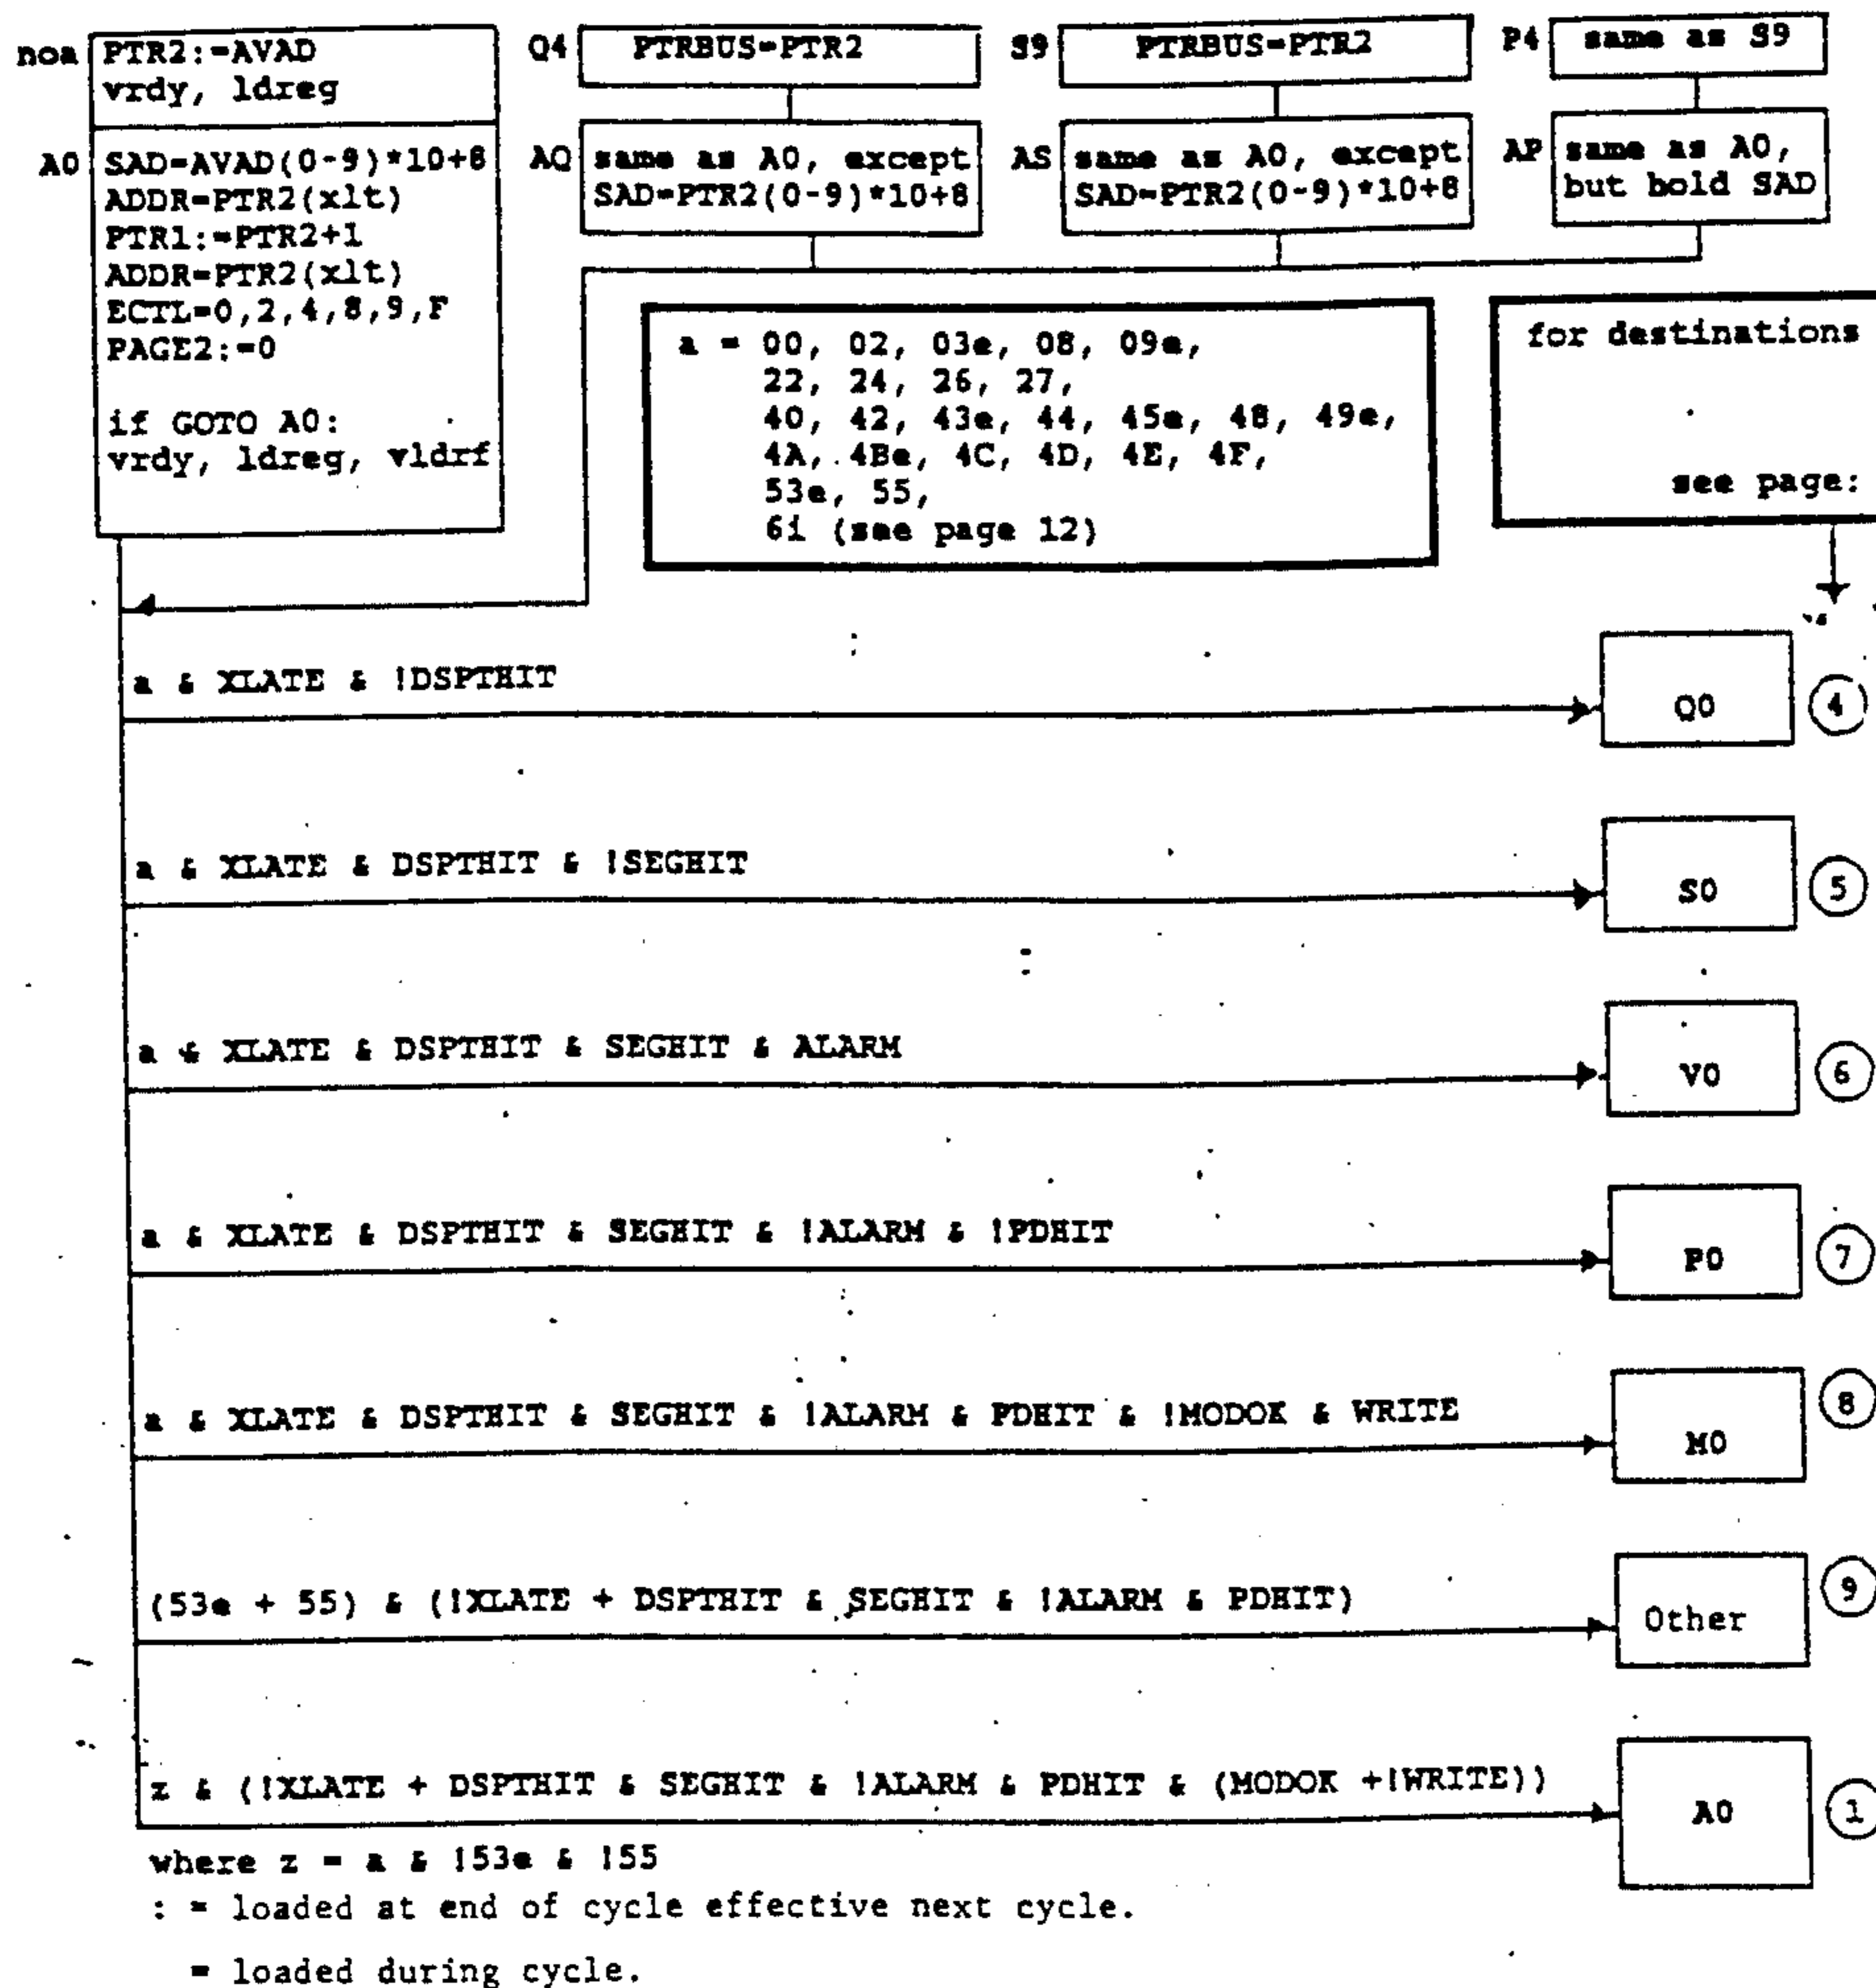 noa PTR2:=AVAD
vrdy, ldreg
A0 SAD=AVAD(0-9)*10+8
ADDR=PTR2(xlt)
PTR1:=PTR2+1
ADDR=PTR2(xlt)
ECTL=0,2,4,8,9,F
PAGE2:=0
if GOTO A0:
vrdy, ldreg, vldrf
Q4 PTRBUS=PTR2
AQ same as A0, except
SAD=PTR2(0-9)*10+8
S9 PTRBUS=PTR2
AS same as A0, except
SAD=PTR2(0-9)*10+8
P4 same as S9
AP same as A0,
but hold SAD
a = 00, 02, 03e, 08, 09e,
22, 24, 26, 27,
40, 42, 43e, 44, 45e, 48, 49e,
4A, 4Be, 4C, 4D, 4E, 4F,
53e, 55,
6i (see page 12)
for destinations
see page:
a & XLATE & !DSPTHIT
Q0 4
a & XLATE & DSPTHIT & !SEGHIT
S0 5
a & XLATE & DSPTHIT & SEGHIT & ALARM
V0 6
a & XLATE & DSPTHIT & SEGHIT & !ALARM & !PDHIT
P0 7
a & XLATE & DSPTHIT & SEGHIT & !ALARM & PDHIT & !MODOK & WRITE
M0 8
(53e + 55) & (!XLATE + DSPTHIT & SEGHIT & !ALARM & PDHIT)
Other 9
z & (!XLATE + DSPTHIT & SEGHIT & !ALARM & PDHIT & (MODOK +!WRITE))
A0 1
where z = a & !53e & !55
: = loaded at end of cycle effective next cycle.
= loaded during cycle.